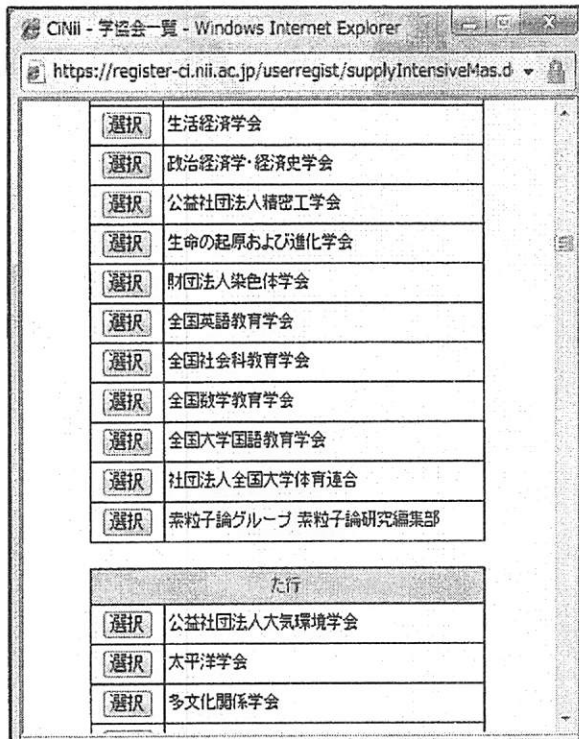 CiNii - 学協会一覧 - Windows Internet Explorer
https://register-ci.nii.ac.jp/userregist/supplyIntensiveMas.d
選択 生活経済学会
選択 政治経済学・経済史学会
選択 公益社団法人精密工学会
選択 生命の起原および進化学会
選択 財団法人染色体学会
選択 全国英語教育学会
選択 全国社会科教育学会
選択 全国数学教育学会
選択 全国大学国語教育学会
選択 社団法人全国大学体育連合
選択 素粒子論グループ 素粒子論研究編集部
た行
選択 公益社団法人大気環境学会
選択 太平洋学会
選択 多文化関係学会